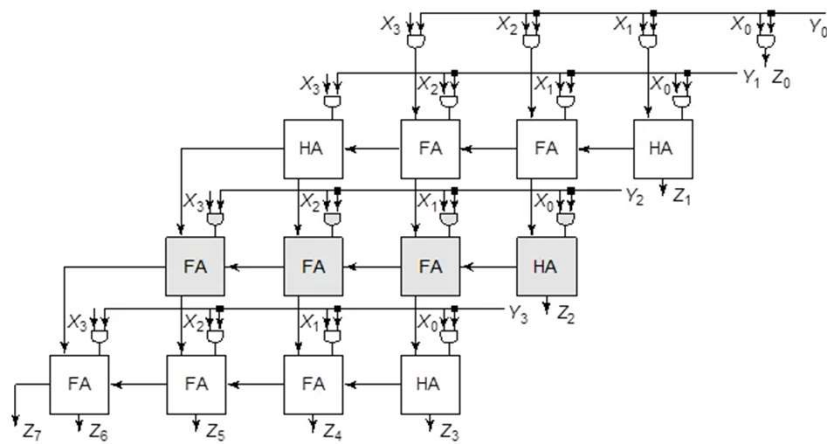 X3 X2 X1 X0 Y0
X3 X2 X1 X0 Y1 Z0
HA FA FA HA
X3 X2 X1 X0 Y2 Z1
FA FA FA HA
X3 X2 X1 X0 Y3 Z2
FA FA FA HA
Z7 Z6 Z5 Z4 Z3